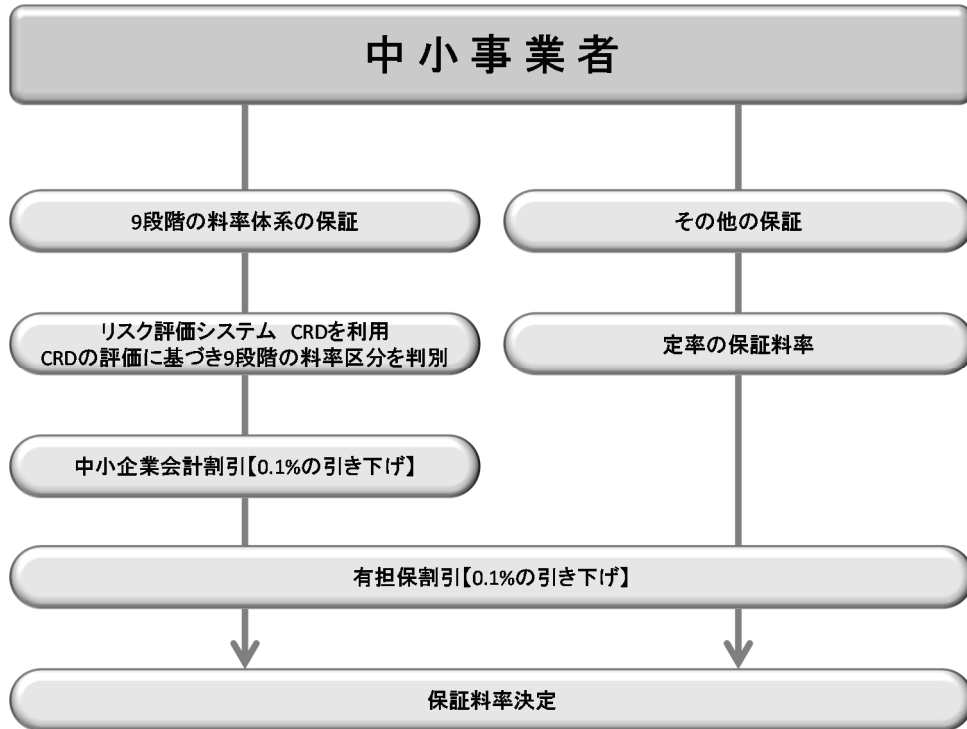 中小事業者
9段階の料率体系の保証
その他の保証
リスク評価システム　CRDを利用
CRDの評価に基づき9段階の料率区分を判別
定率の保証料率
中小企業会計割引【0.1%の引き下げ】
有担保割引【0.1%の引き下げ】
保証料率決定